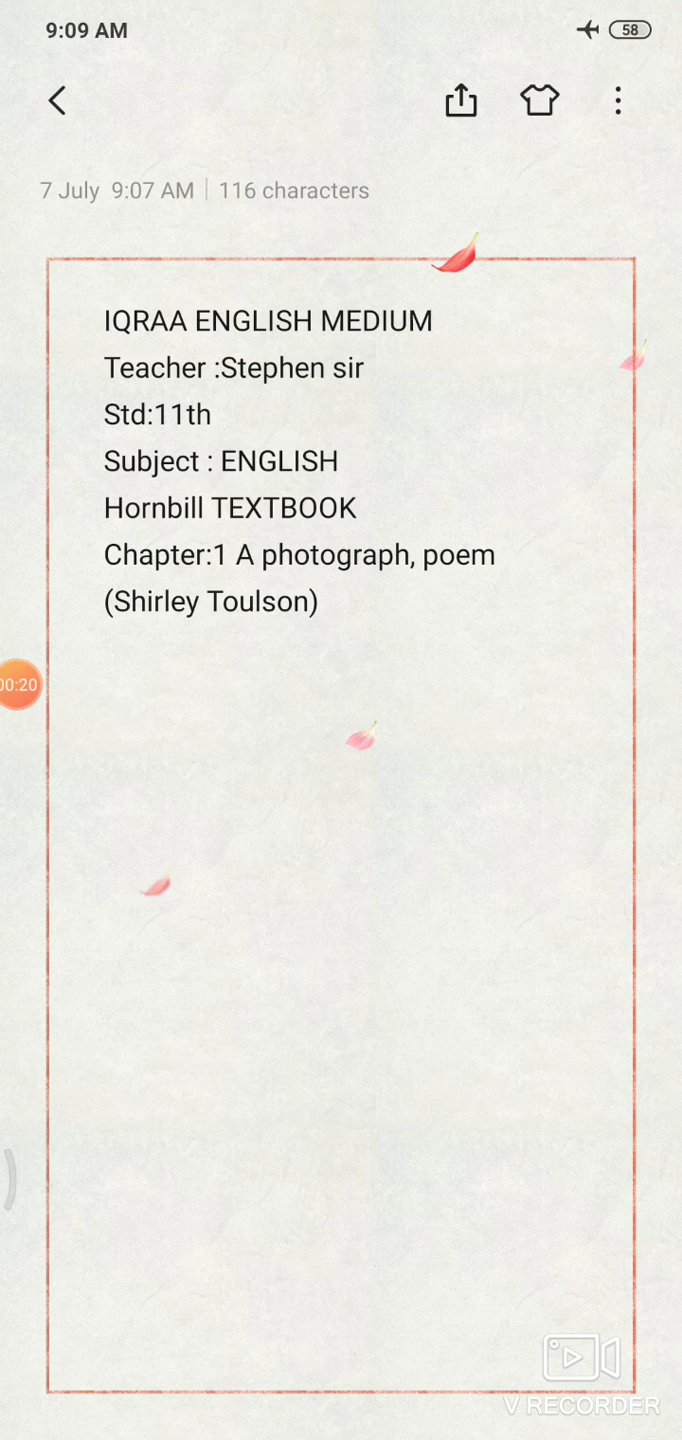 9:09 AM
58
7 July 9:07 AM | 116 characters
IQRAA ENGLISH MEDIUM
Teacher :Stephen sir
Std:11th
Subject : ENGLISH
Hornbill TEXTBOOK
Chapter:1 A photograph, poem
(Shirley Toulson)
00:20
V RECORDER